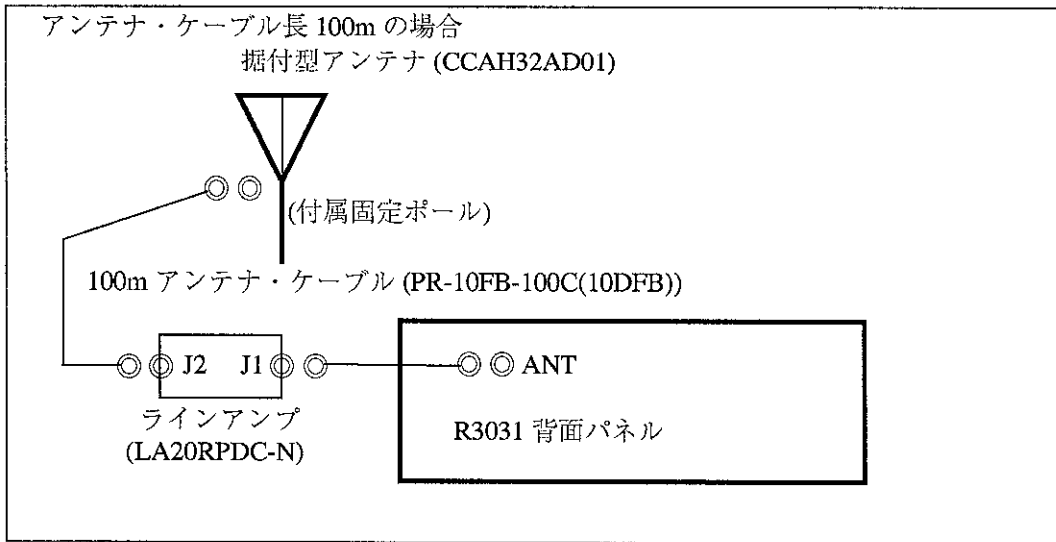 アンテナ・ケーブル長 100m の場合
据付型アンテナ (CCAH32AD01)
(付属固定ポール)
100m アンテナ・ケーブル (PR-10FB-100C(10DFB))
J2 J1 ANT
ラインアンプ
(LA20RPDC-N)
R3031 背面パネル